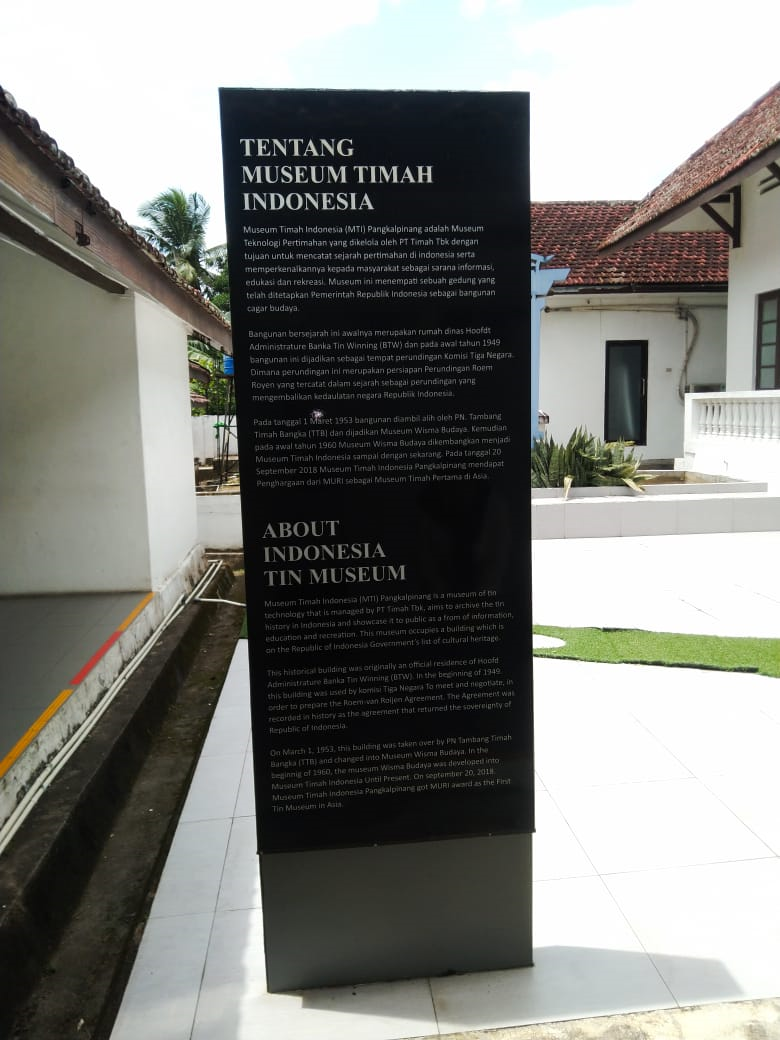 TENTANG
MUSEUM TIMAH
INDONESIA
Museum Timah Indonesia (MTI) Pangkalpinang adalah Museum
Teknologi Pertimahan yang dikelola oleh PT Timah Tbk dengan
tujuan untuk mencatat sejarah pertimahan di indonesia serta
memperkenalkannya kepada masyarakat sebagai sarana informasi,
edukasi dan rekreasi. Museum ini menempati sebuah gedung yang
telah ditetapkan Pemerintah Republik Indonesia sebagai bangunan
cagar budaya.
Bangunan bersejarah ini awalnya merupakan rumah dinas Hoofdt
Administrature Banka Tin Winning (BTW) dan pada awal tahun 1949
bangunan ini dijadikan sebagai tempat perundingan Komisi Tiga Negara.
Dimana perundingan ini merupakan persiapan Perundingan Roem
Royen yang tercatat dalam sejarah sebagai perundingan yang
mengembalikan kedaulatan negara Republik Indonesia.
Pada tanggal 1 Maret 1953 bangunan diambil alih oleh PN. Tambang
Timah Bangka (TTB) dan dijadikan Museum Wisma Budaya. Kemudian
pada awal tahun 1960 Museum Wisma Budaya dikembangkan menjadi
Museum Timah Indonesia sampai dengan sekarang. Pada tanggal 20
September 2018 Museum Timah Indonesia Pangkalpinang mendapat
Penghargaan dari MURI sebagai Museum Timah Pertama di Asia.
ABOUT
INDONESIA
TIN MUSEUM
Museum Timah Indonesia (MTI) Pangkalpinang is a museum of tin
technology that is managed by PT Timah Tbk, aims to archive the tin
history in Indonesia and showcase it to public as a from of information,
education and recreation. This museum occupies a building which is
on the Republic of Indonesia Government's list of cultural heritage.
This historical building was originally an official residence of Hoofd
Administrature Banka Tin Winning (BTW). In the beginning of 1949.
this building was used by komisi Tiga Negara To meet and negotiate, in
order to prepare the Roem-van Roijen Agreement. The Agreement was
recorded in history as the agreement that returned the sovereignty of
Republic of Indonesia.
On March 1, 1953, this building was taken over by PN Tambang Timah
Bangka (TTB) and changed into Museum Wisma Budaya. In the
beginig of 1960, the museum Wisma Budaya was developed into
Museum Timah Indonesia Until Present. On september 20, 2018.
Museum Timah Indonesia Pangkalpinang got MURI award as the First
Tin Museum in Asia.